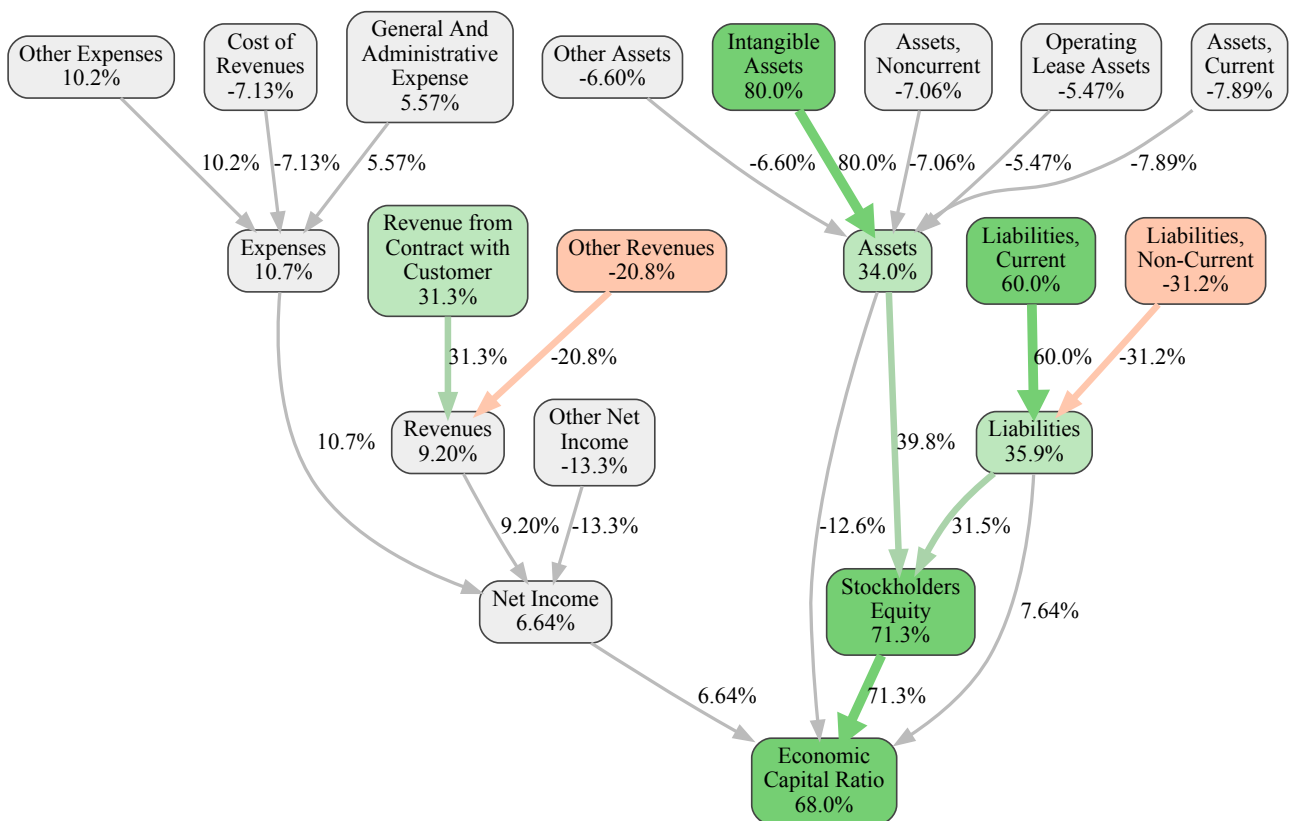 Other Expenses
10.2%
Cost of
Revenues
-7.13%
General And
Administrative
Expense
5.57%
Other Assets
-6.60%
Intangible
Assets
80.0%
Assets,
Noncurrent
-7.06%
Operating
Lease Assets
-5.47%
Assets,
Current
-7.89%
10.2%
-7.13%
5.57%
-6.60%
80.0%
-7.06%
-5.47%
-7.89%
Expenses
10.7%
Revenue from
Contract with
Customer
31.3%
Other Revenues
-20.8%
Assets
34.0%
Liabilities,
Current
60.0%
Liabilities,
Non-Current
-31.2%
31.3%
-20.8%
60.0%
-31.2%
10.7%
Revenues
9.20%
Other Net
Income
-13.3%
39.8%
Liabilities
35.9%
9.20%
-13.3%
-12.6%
31.5%
Net Income
6.64%
Stockholders
Equity
71.3%
7.64%
6.64%
71.3%
Economic
Capital Ratio
68.0%